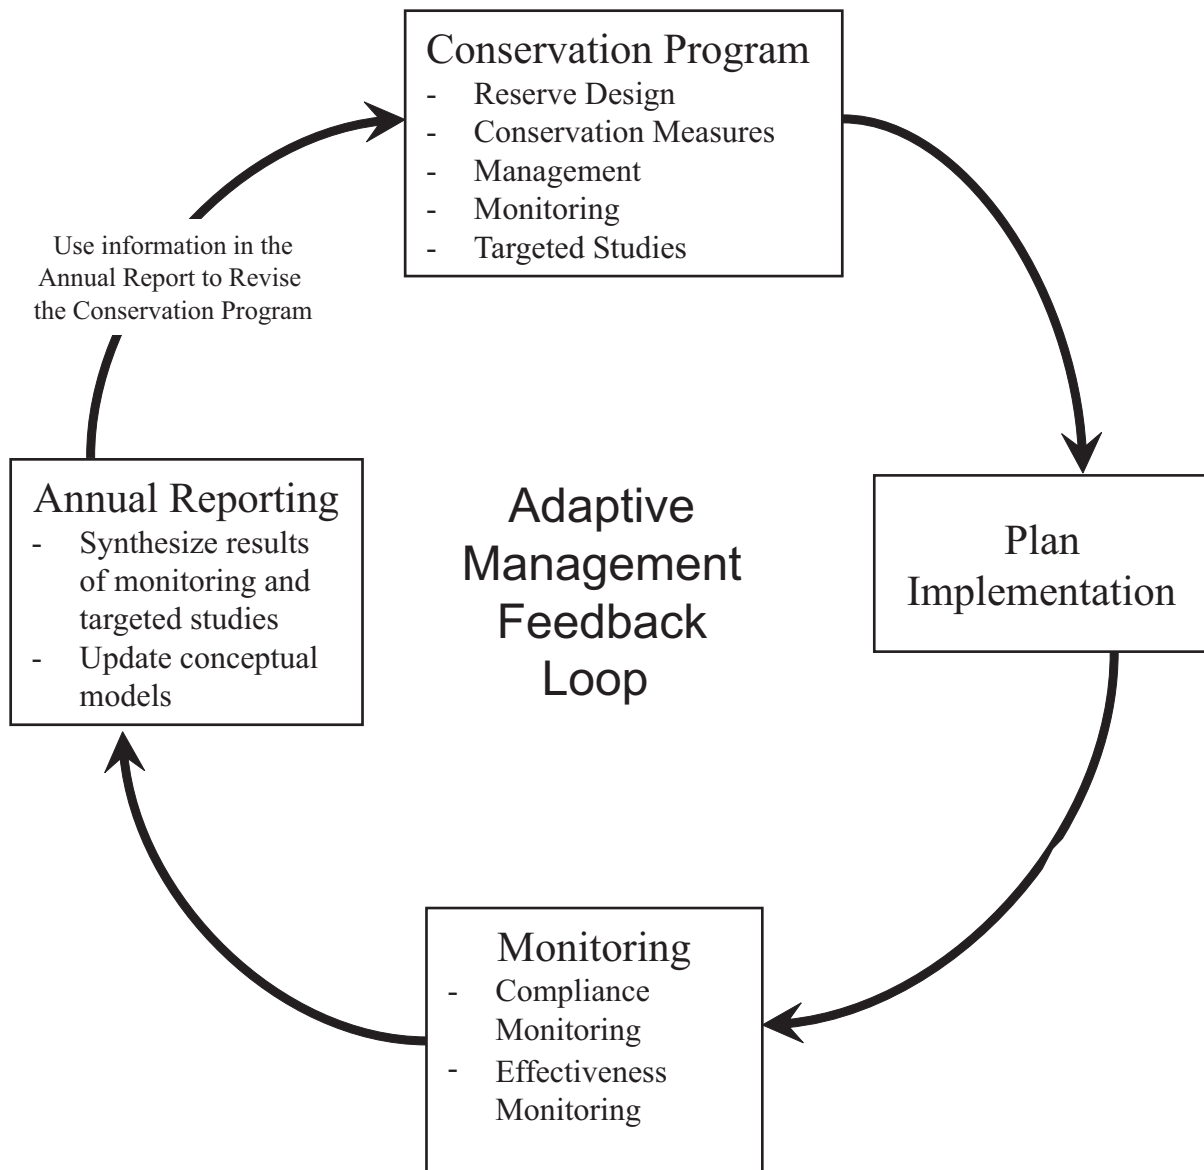 Conservation Program
- Reserve Design
- Conservation Measures
- Management
- Monitoring
- Targeted Studies
Use information in the
Annual Report to Revise
the Conservation Program
Annual Reporting
- Synthesize results
of monitoring and
targeted studies
- Update conceptual
models
Adaptive
Management
Feedback
Loop
Plan
Implementation
Monitoring
- Compliance
Monitoring
- Effectiveness
Monitoring